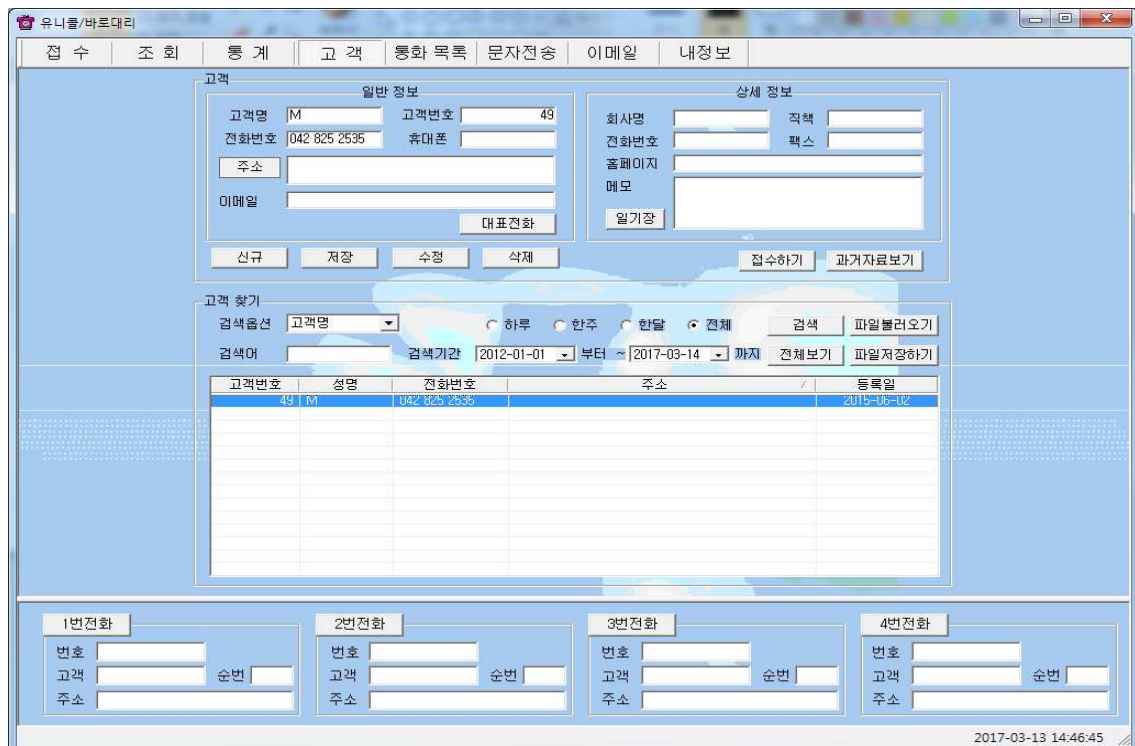 유니콜/바로대리
접 수 조 회 통 계 고 객 통화 목록 문자전송 이메일 내정보
고객
일반 정보 상세 정보
고객명 M 고객번호 49 회사명 직책
전화번호 042 825 2535 휴대폰 전화번호 팩스
주소 홈페이지
메모
이메일 일기장
대표전화
신규 저장 수정 삭제 접수하기 과거자료보기
고객 찾기
검색옵션 고객명 하루 한주 한달 전체 검색 파일불러오기
검색어 검색기간 2012-01-01 부터 ~ 2017-03-14 까지 전체보기 파일저장하기
고객번호 성명 전화번호 주소 등록일
49 M 042 825 2535 2015-06-02
1번전화 2번전화 3번전화 4번전화
번호 번호 번호 번호
고객 순번 고객 순번 고객 순번 고객 순번
주소 주소 주소 주소
2017-03-13 14:46:45